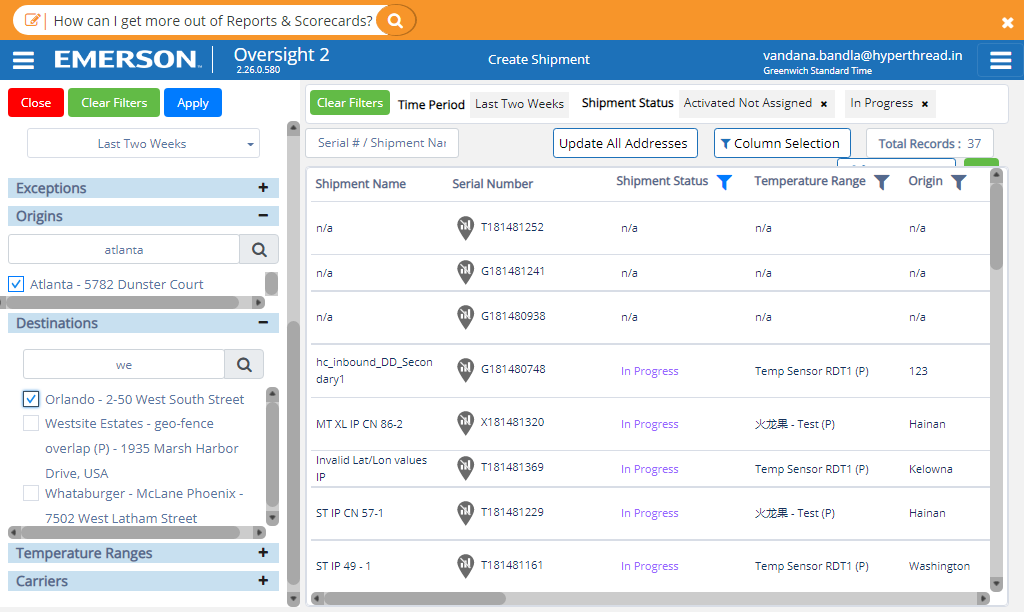 How can I get more out of Reports & Scorecards?
EMERSON
Oversight 2
2.26.0.580
Create Shipment
vandana.bandla@hyperthread.in
Greenwich Standard Time
Close
Clear Filters
Apply
Last Two Weeks
Exceptions
Origins
atlanta
Atlanta - 5782 Dunster Court
Destinations
we
Orlando - 2-50 West South Street
Westsite Estates - geo-fence
overlap (P) - 1935 Marsh Harbor
Drive, USA
Whataburger - McLane Phoenix -
7502 West Latham Street
Temperature Ranges
Carriers
Clear Filters
Time Period
Last Two Weeks
Shipment Status
Activated Not Assigned ×
In Progress ×
Serial # / Shipment Nar
Update All Addresses
Column Selection
Total Records : 37
Shipment Name Serial Number Shipment Status Temperature Range Origin
n/a T181481252 n/a n/a n/a
n/a G181481241 n/a n/a n/a
n/a G181480938 n/a n/a n/a
hc_inbound_DD_Secon
dary1 G181480748 In Progress Temp Sensor RDT1 (P) 123
MT XL IP CN 86-2 X181481320 In Progress 火龙果 - Test (P) Hainan
Invalid Lat/Lon values
IP T181481369 In Progress Temp Sensor RDT1 (P) Kelowna
ST IP CN 57-1 T181481229 In Progress 火龙果 - Test (P) Hainan
ST IP 49 - 1 T181481161 In Progress Temp Sensor RDT1 (P) Washington